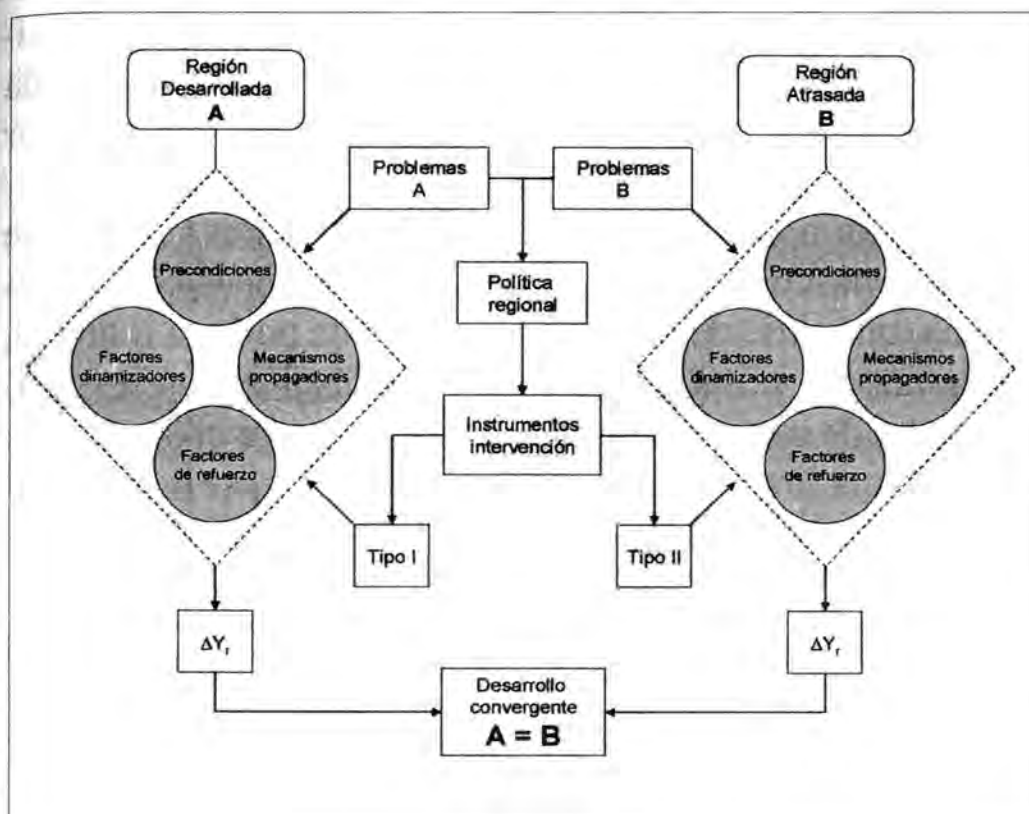 Región
Desarrollada
A
Región
Atrasada
B
Problemas
A
Problemas
B
Precondiciones
Factores
dinamizadores
Mecanismos
propagadores
Factores
de refuerzo
Política
regional
Instrumentos
intervención
Precondiciones
Factores
dinamizadores
Mecanismos
propagadores
Factores
de refuerzo
Tipo I
Tipo II
ΔYr
ΔYr
Desarrollo
convergente
A = B